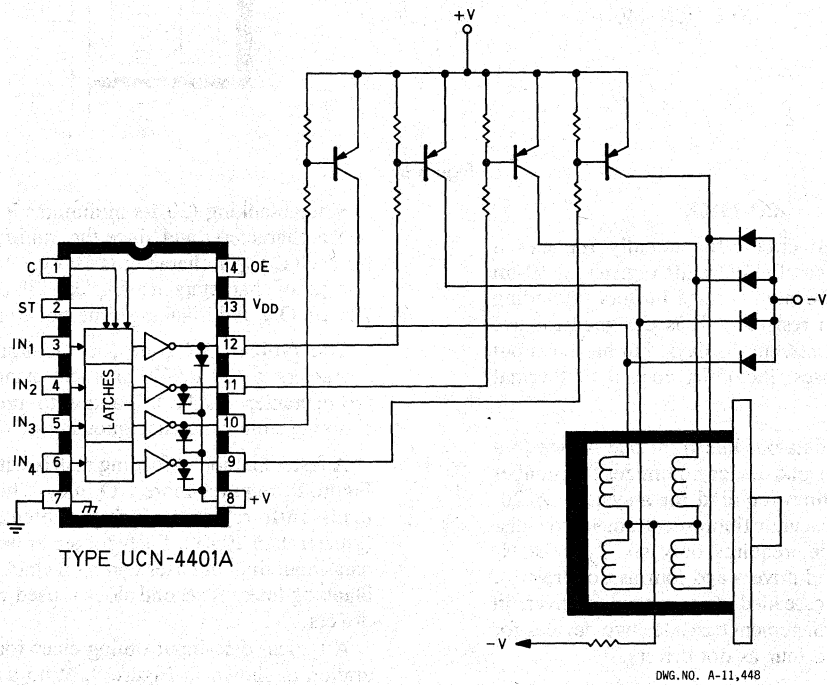 +V
C 1
14 OE
ST 2
13 VDD
IN1 3
12
IN2 4
LATCHES
11
IN3 5
10
IN4 6
9
7
8 +V
-V
TYPE UCN-4401A
-V
DWG.NO. A-11,448